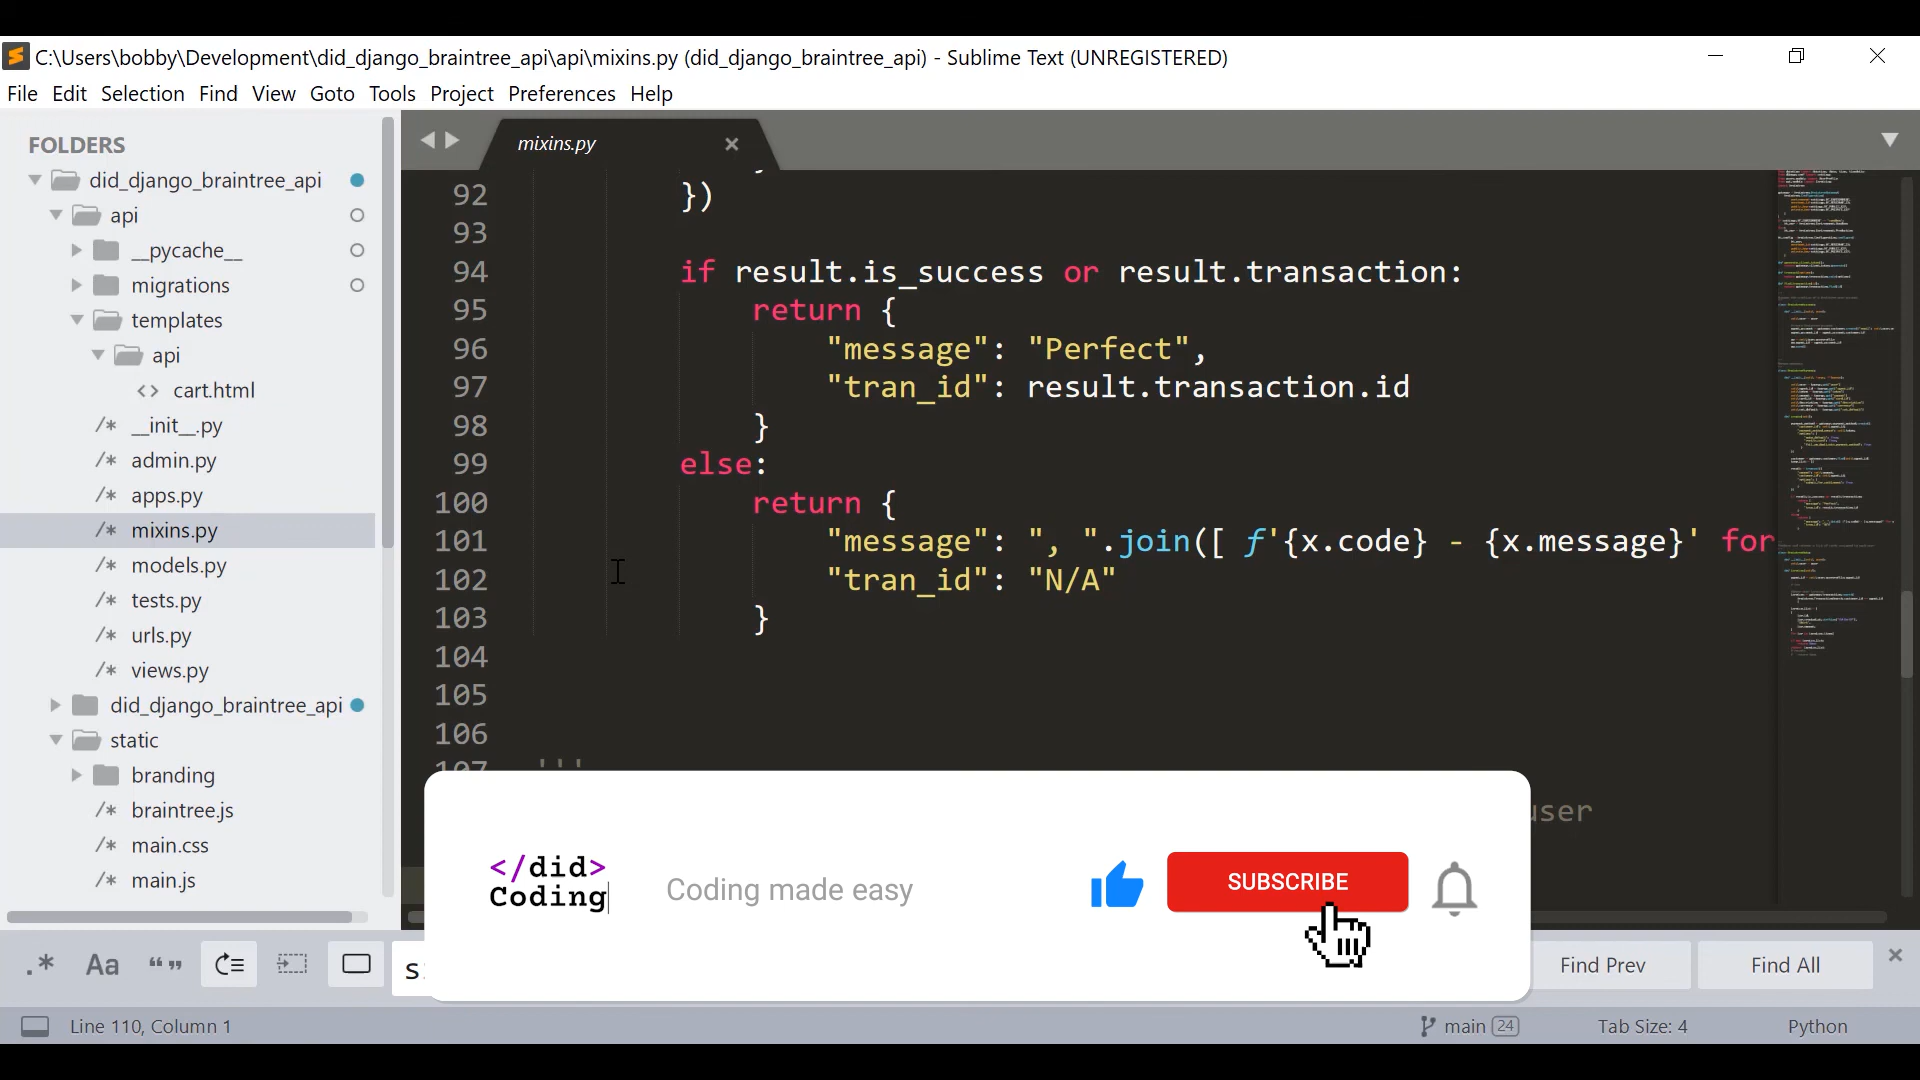 C:\Users\bobby\Development\did_django_braintree_api\api\mixins.py (did_django_braintree_api) - Sublime Text (UNREGISTERED)
File Edit Selection Find View Goto Tools Project Preferences Help
FOLDERS
did_django_braintree_api
api
__pycache__
migrations
templates
api
<> cart.html
/* __init__.py
/* admin.py
/* apps.py
/* mixins.py
/* models.py
/* tests.py
/* urls.py
/* views.py
did_django_braintree_api
static
branding
/* braintree.js
/* main.css
/* main.js
mixins.py
92 })
93
94 if result.is_success or result.transaction:
95 return {
96 "message": "Perfect",
97 "tran_id": result.transaction.id
98 }
99 else:
100 return {
101 "message": ", ".join([ f'{x.code} - {x.message}' for
102 "tran_id": "N/A"
103 }
104
105
106
107 '''
user
</did>
Coding
Coding made easy
SUBSCRIBE
.* Aa “” s
Find Prev
Find All
Line 110, Column 1
main 24
Tab Size: 4
Python